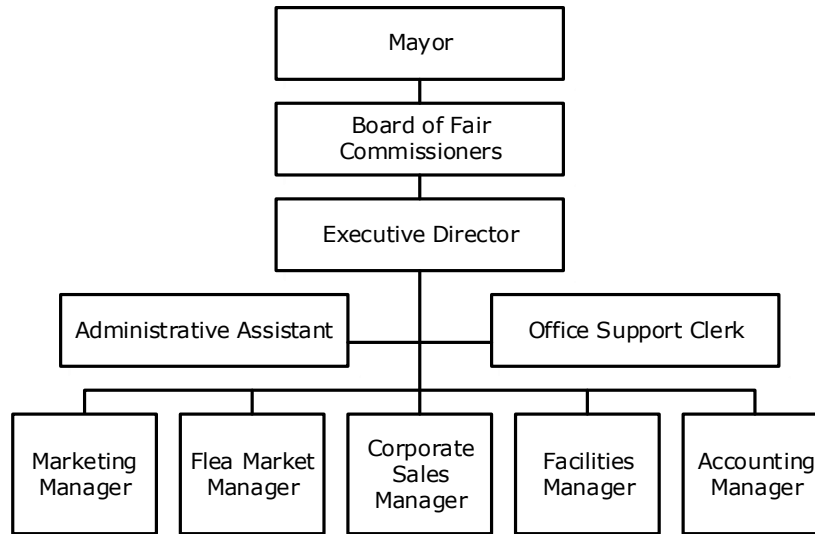 Mayor
Board of Fair
Commissioners
Executive Director
Administrative Assistant
Office Support Clerk
Marketing
Manager
Flea Market
Manager
Corporate
Sales
Manager
Facilities
Manager
Accounting
Manager